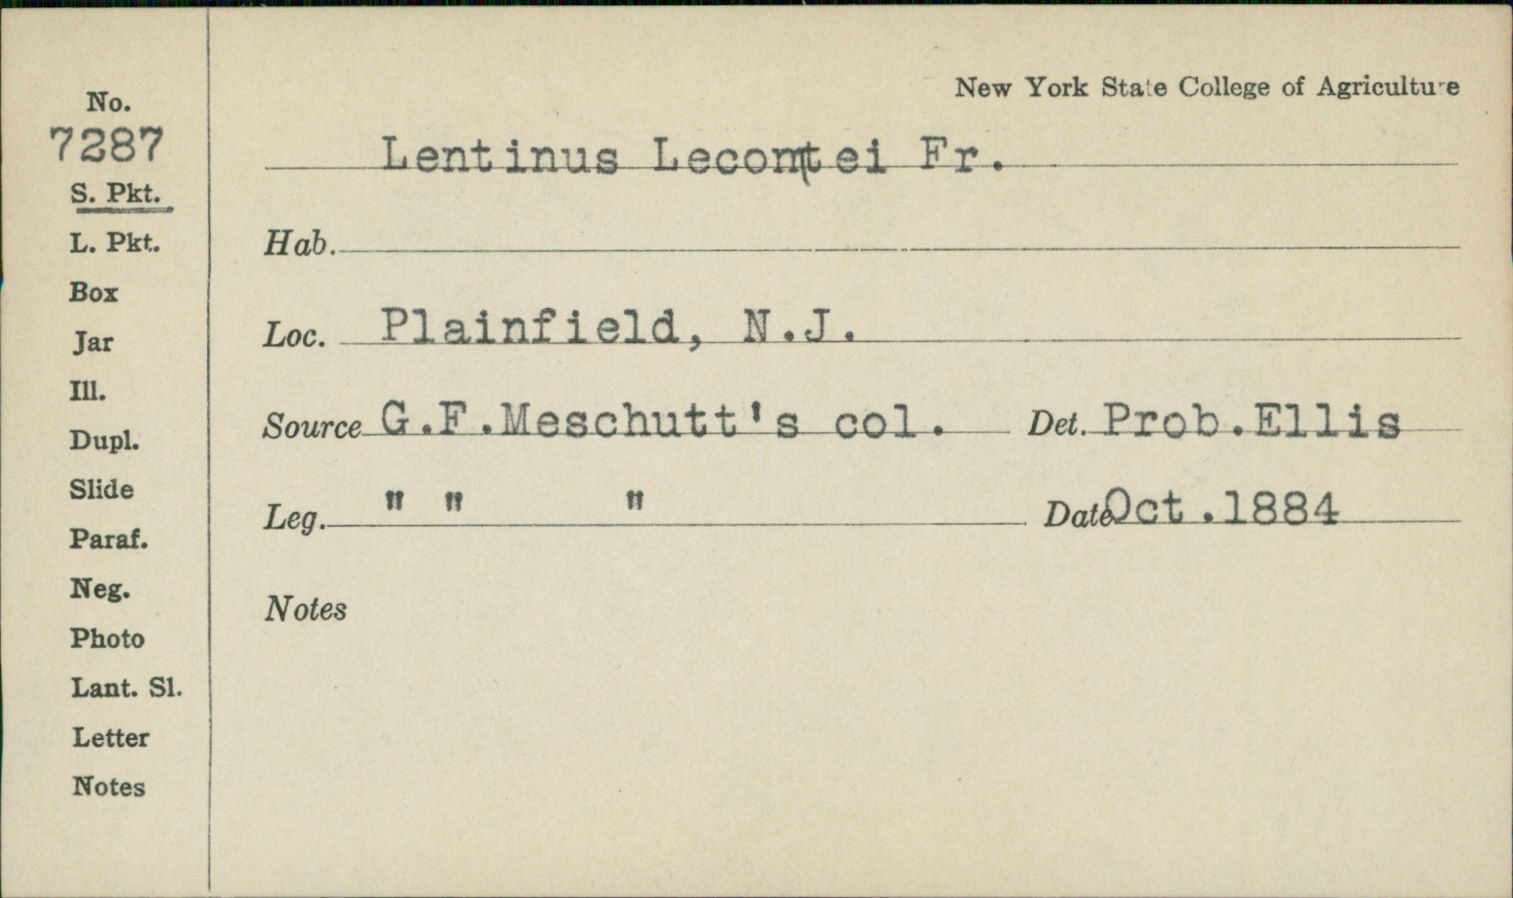 New York State College of Agriculture
No.
7287
S. Pkt.
L. Pkt.
Box
Jar
Ill.
Dupl.
Slide
Paraf.
Neg.
Photo
Lant. Sl.
Letter
Notes
Lentinus Lecontei Fr.
Hab.
Loc. Plainfield, N.J.
Source G.F.Meschutt's col. Det. Prob.Ellis
Leg. " " " Date Oct.1884
Notes